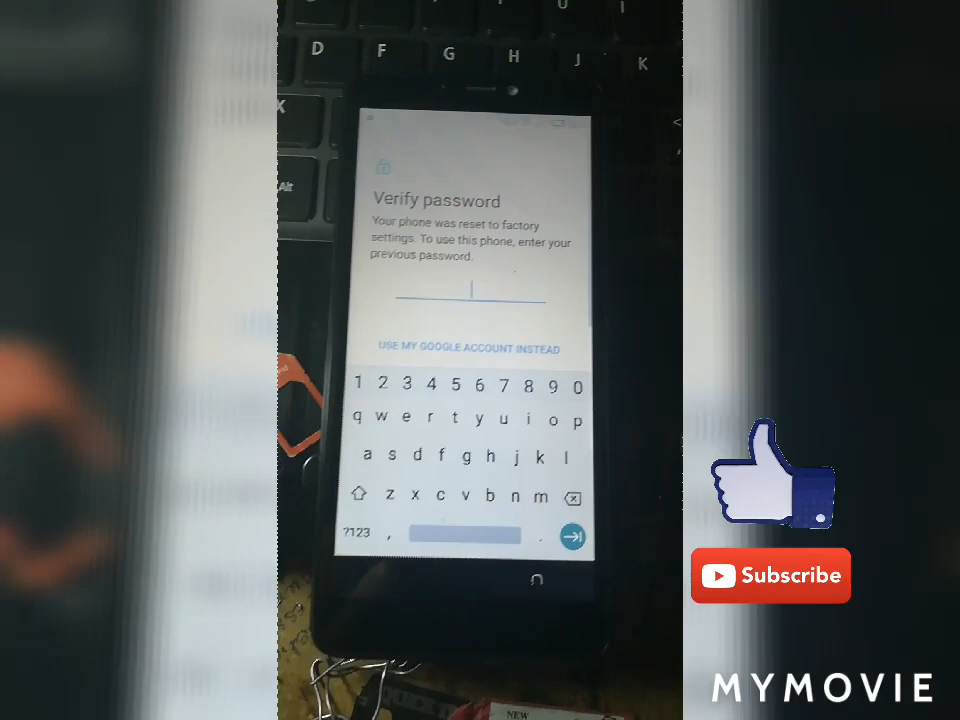 D F G H J K
X
Alt
Verify password
Your phone was reset to factory
settings. To use this phone, enter your
previous password.
USE MY GOOGLE ACCOUNT INSTEAD
1 2 3 4 5 6 7 8 9 0
q w e r t y u i o p
a s d f g h j k l
z x c v b n m
?123 , .
Subscribe
MYMOVIE
NEW